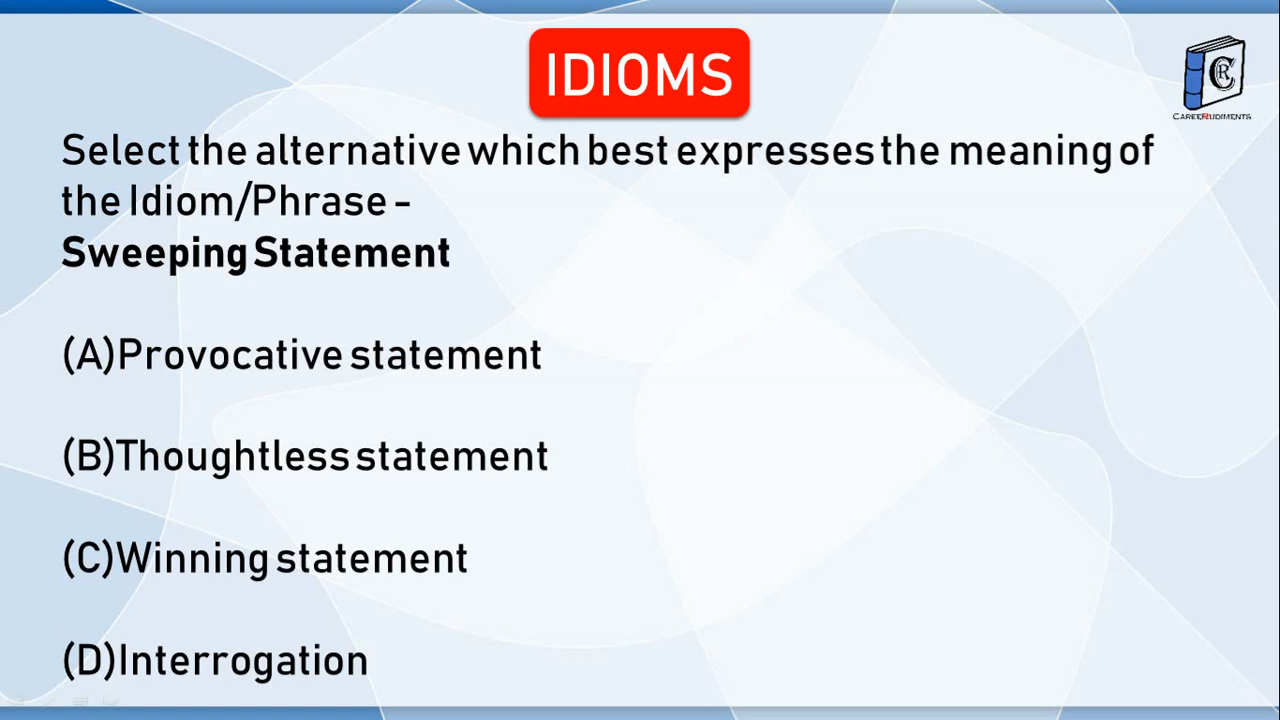 IDIOMS
CR
CAREERUDIMENTS
Select the alternative which best expresses the meaning of
the Idiom/Phrase -
Sweeping Statement
(A)Provocative statement
(B)Thoughtless statement
(C)Winning statement
(D)Interrogation